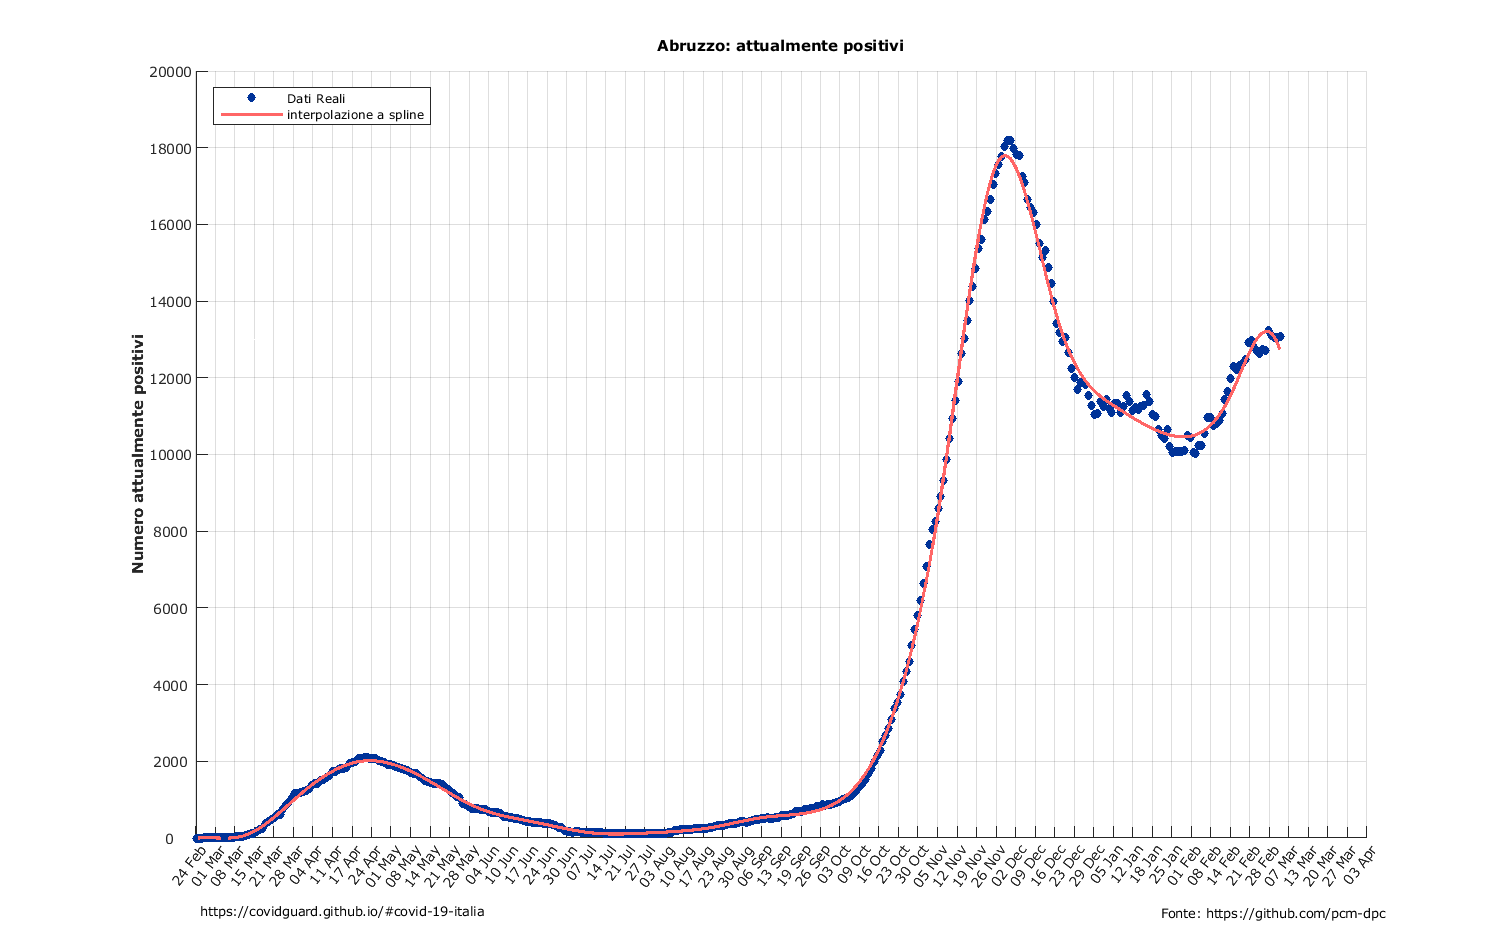 Abruzzo: attualmente positivi
Dati Reali
interpolazione a spline
Numero attualmente positivi
20000
18000
16000
14000
12000
10000
8000
6000
4000
2000
0
24 Feb
01 Mar
08 Mar
15 Mar
21 Mar
28 Mar
04 Apr
11 Apr
17 Apr
24 Apr
01 May
08 May
14 May
21 May
28 May
04 Jun
10 Jun
17 Jun
24 Jun
30 Jun
07 Jul
14 Jul
21 Jul
27 Jul
03 Aug
10 Aug
17 Aug
23 Aug
30 Aug
06 Sep
13 Sep
19 Sep
26 Sep
03 Oct
09 Oct
16 Oct
23 Oct
30 Oct
05 Nov
12 Nov
19 Nov
26 Nov
02 Dec
09 Dec
16 Dec
23 Dec
29 Dec
05 Jan
12 Jan
18 Jan
25 Jan
01 Feb
08 Feb
14 Feb
21 Feb
28 Feb
07 Mar
13 Mar
20 Mar
27 Mar
03 Apr
https://covidguard.github.io/#covid-19-italia
Fonte: https://github.com/pcm-dpc